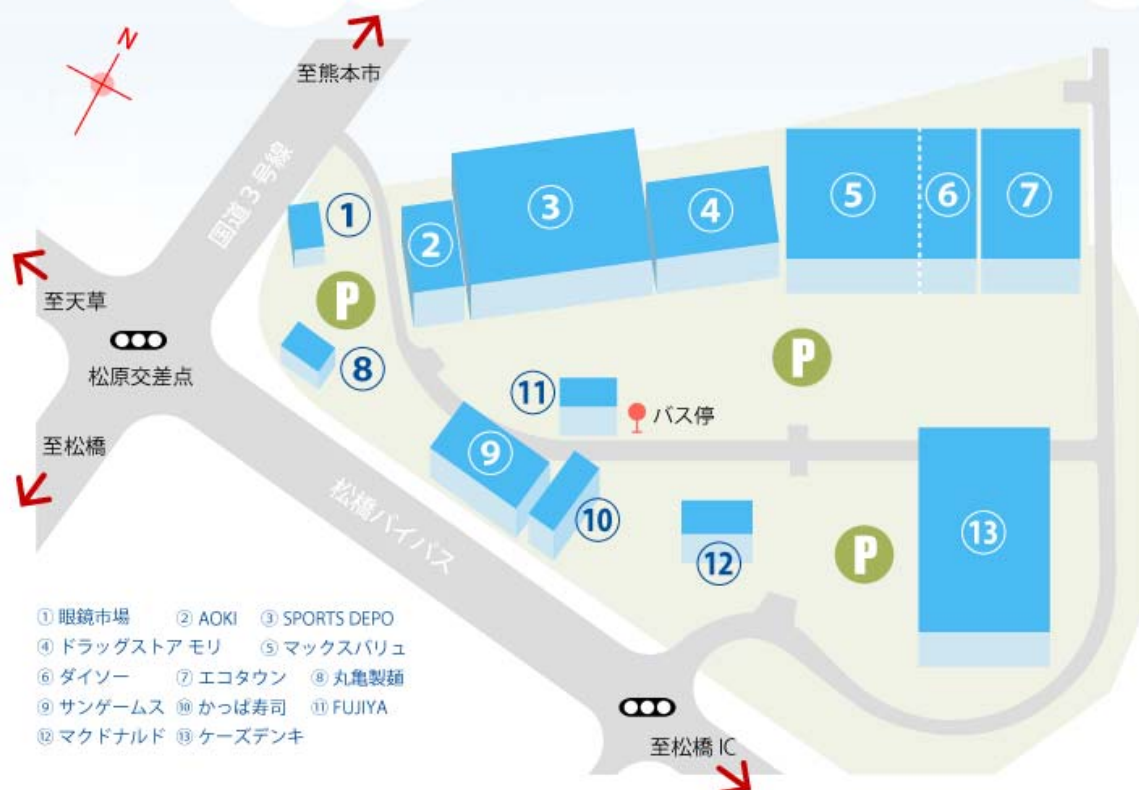 N
至熊本市
国道3号線
①
②
③
④
⑤
⑥
⑦
P
至天草
松原交差点
⑧
P
⑪
バス停
至松橋
⑨
松橋バイパス
⑩
⑫
P
⑬
① 眼鏡市場 ② AOKI ③ SPORTS DEPO
④ ドラッグストア モリ ⑤ マックスバリュ
⑥ ダイソー ⑦ エコタウン ⑧ 丸亀製麺
⑨ サンゲームス ⑩ かっぱ寿司 ⑪ FUJIYA
⑫ マクドナルド ⑬ ケーズデンキ
至松橋 IC